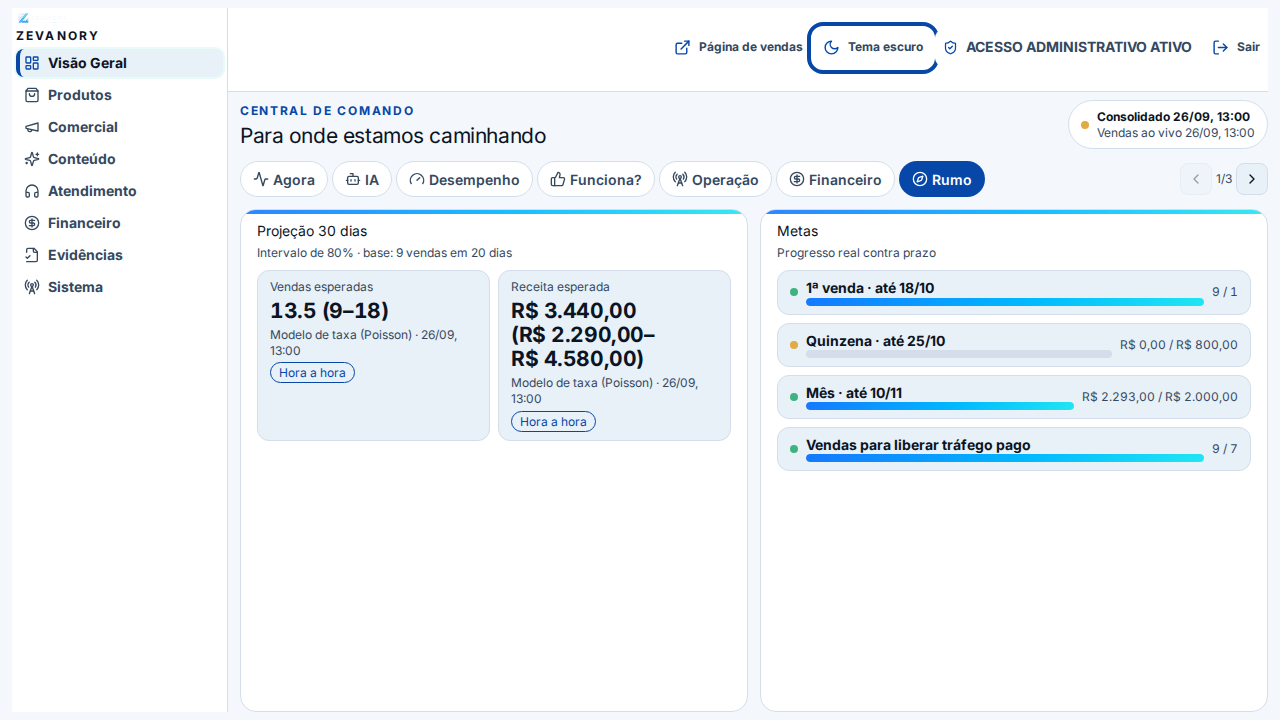 ZEVANORY
Visão Geral
Produtos
Comercial
Conteúdo
Atendimento
Financeiro
Evidências
Sistema
Página de vendas
Tema escuro
ACESSO ADMINISTRATIVO ATIVO
Sair
CENTRAL DE COMANDO
Para onde estamos caminhando
Consolidado 26/09, 13:00
Vendas ao vivo 26/09, 13:00
Agora
IA
Desempenho
Funciona?
Operação
Financeiro
Rumo
1/3
Projeção 30 dias
Intervalo de 80% · base: 9 vendas em 20 dias
Vendas esperadas
13.5 (9–18)
Modelo de taxa (Poisson) · 26/09,
13:00
Hora a hora
Receita esperada
R$ 3.440,00
(R$ 2.290,00–
R$ 4.580,00)
Modelo de taxa (Poisson) · 26/09,
13:00
Hora a hora
Metas
Progresso real contra prazo
1ª venda · até 18/10
9 / 1
Quinzena · até 25/10
R$ 0,00 / R$ 800,00
Mês · até 10/11
R$ 2.293,00 / R$ 2.000,00
Vendas para liberar tráfego pago
9 / 7